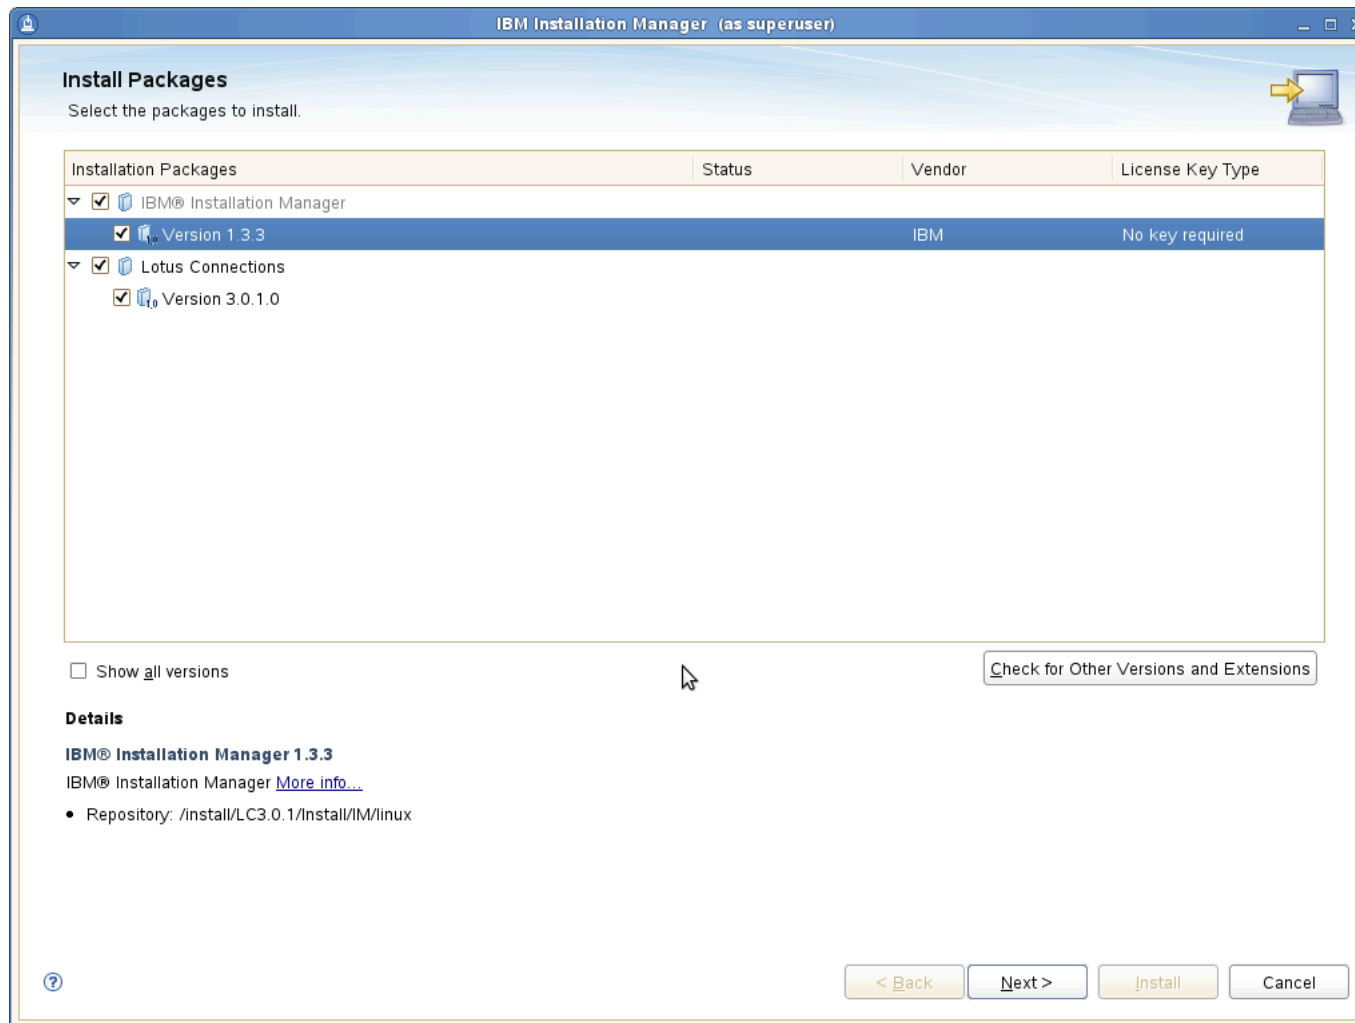 IBM Installation Manager (as superuser)
Install Packages
Select the packages to install.
Installation Packages Status Vendor License Key Type
IBM® Installation Manager
Version 1.3.3 IBM No key required
Lotus Connections
Version 3.0.1.0
Show all versions Check for Other Versions and Extensions
Details
IBM® Installation Manager 1.3.3
IBM® Installation Manager More info...
• Repository: /install/LC3.0.1/Install/IM/linux
< Back Next > Install Cancel